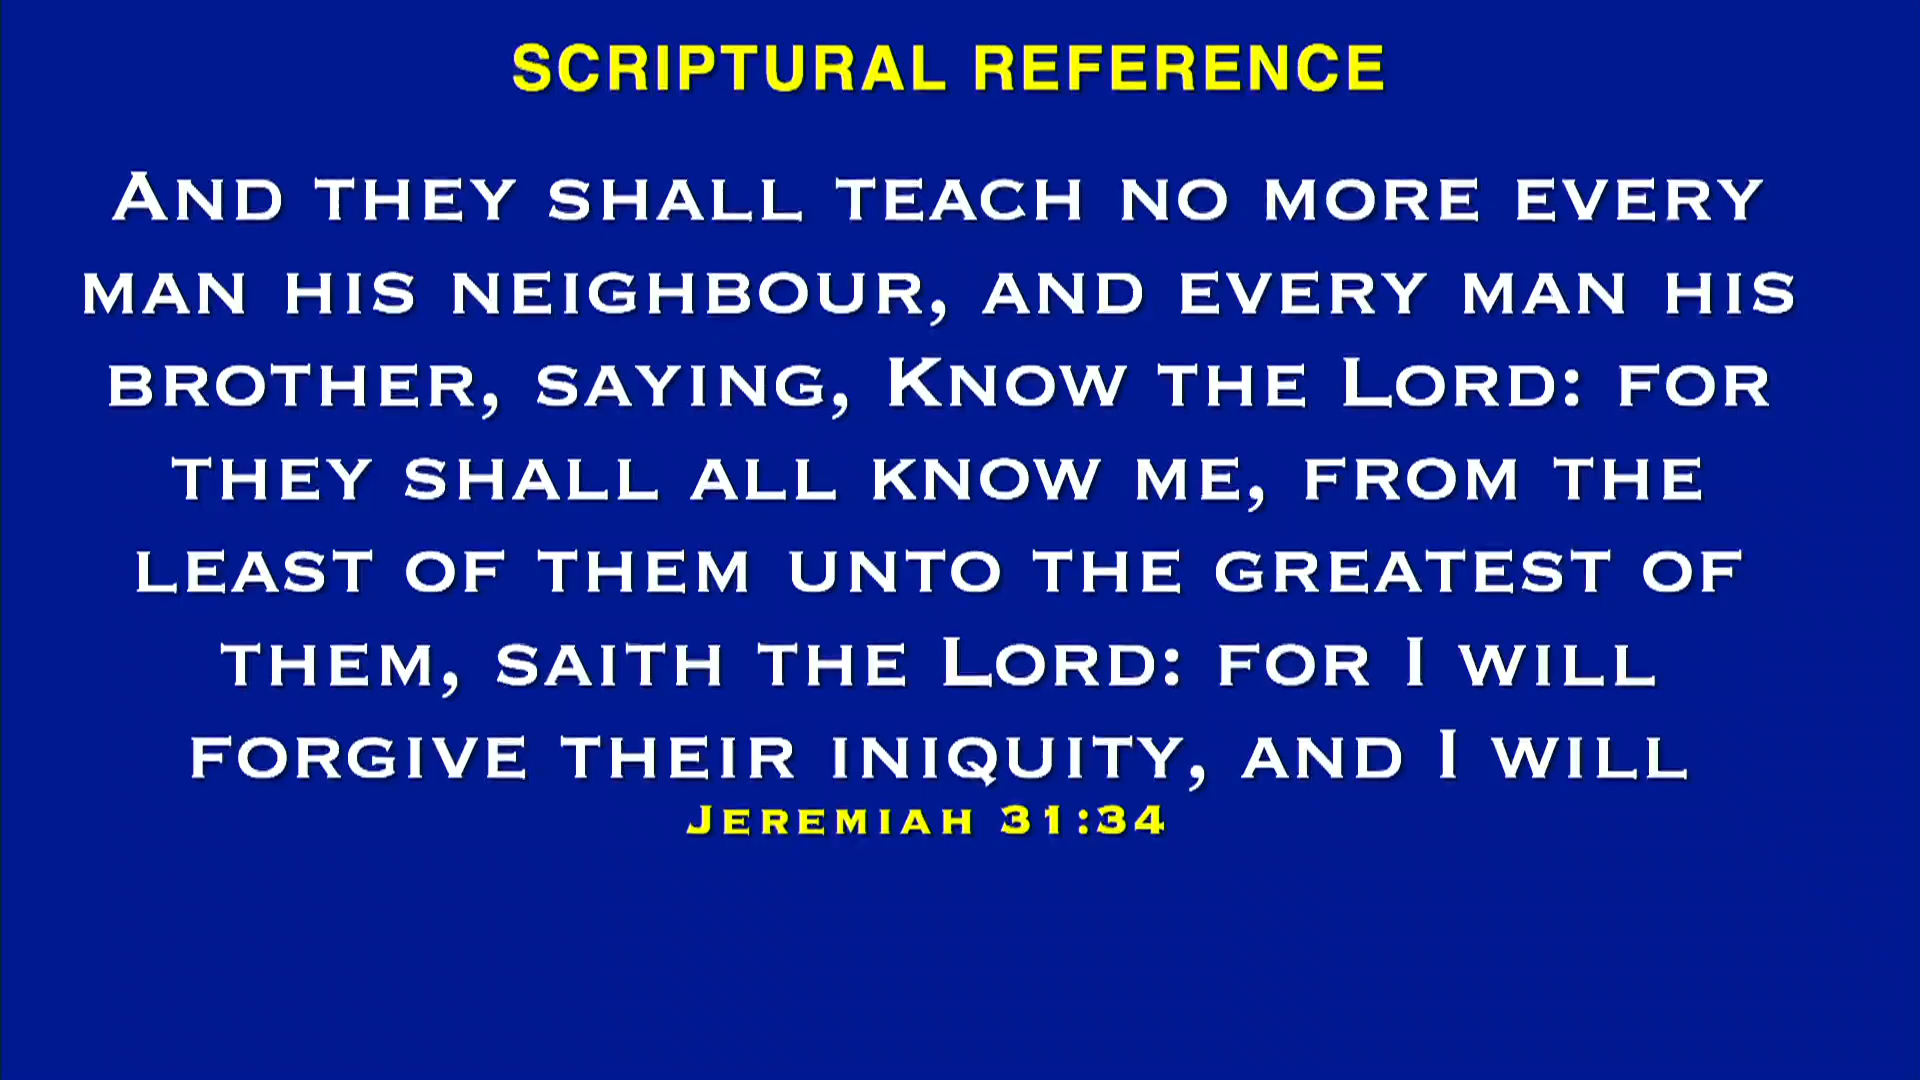 SCRIPTURAL REFERENCE
And they shall teach no more every
man his neighbour, and every man his
brother, saying, Know the Lord: for
they shall all know me, from the
least of them unto the greatest of
them, saith the Lord: for I will
forgive their iniquity, and I will
Jeremiah 31:34